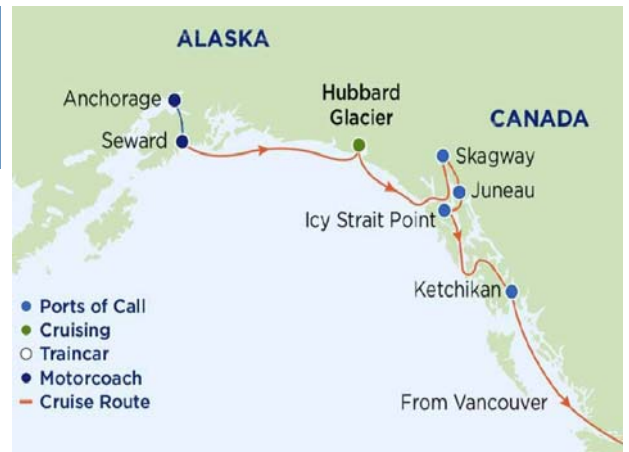 ALASKA
Anchorage
Seward
Hubbard
Glacier
CANADA
Skagway
Juneau
Icy Strait Point
Ketchikan
Ports of Call
Cruising
Traincar
Motorcoach
Cruise Route
From Vancouver